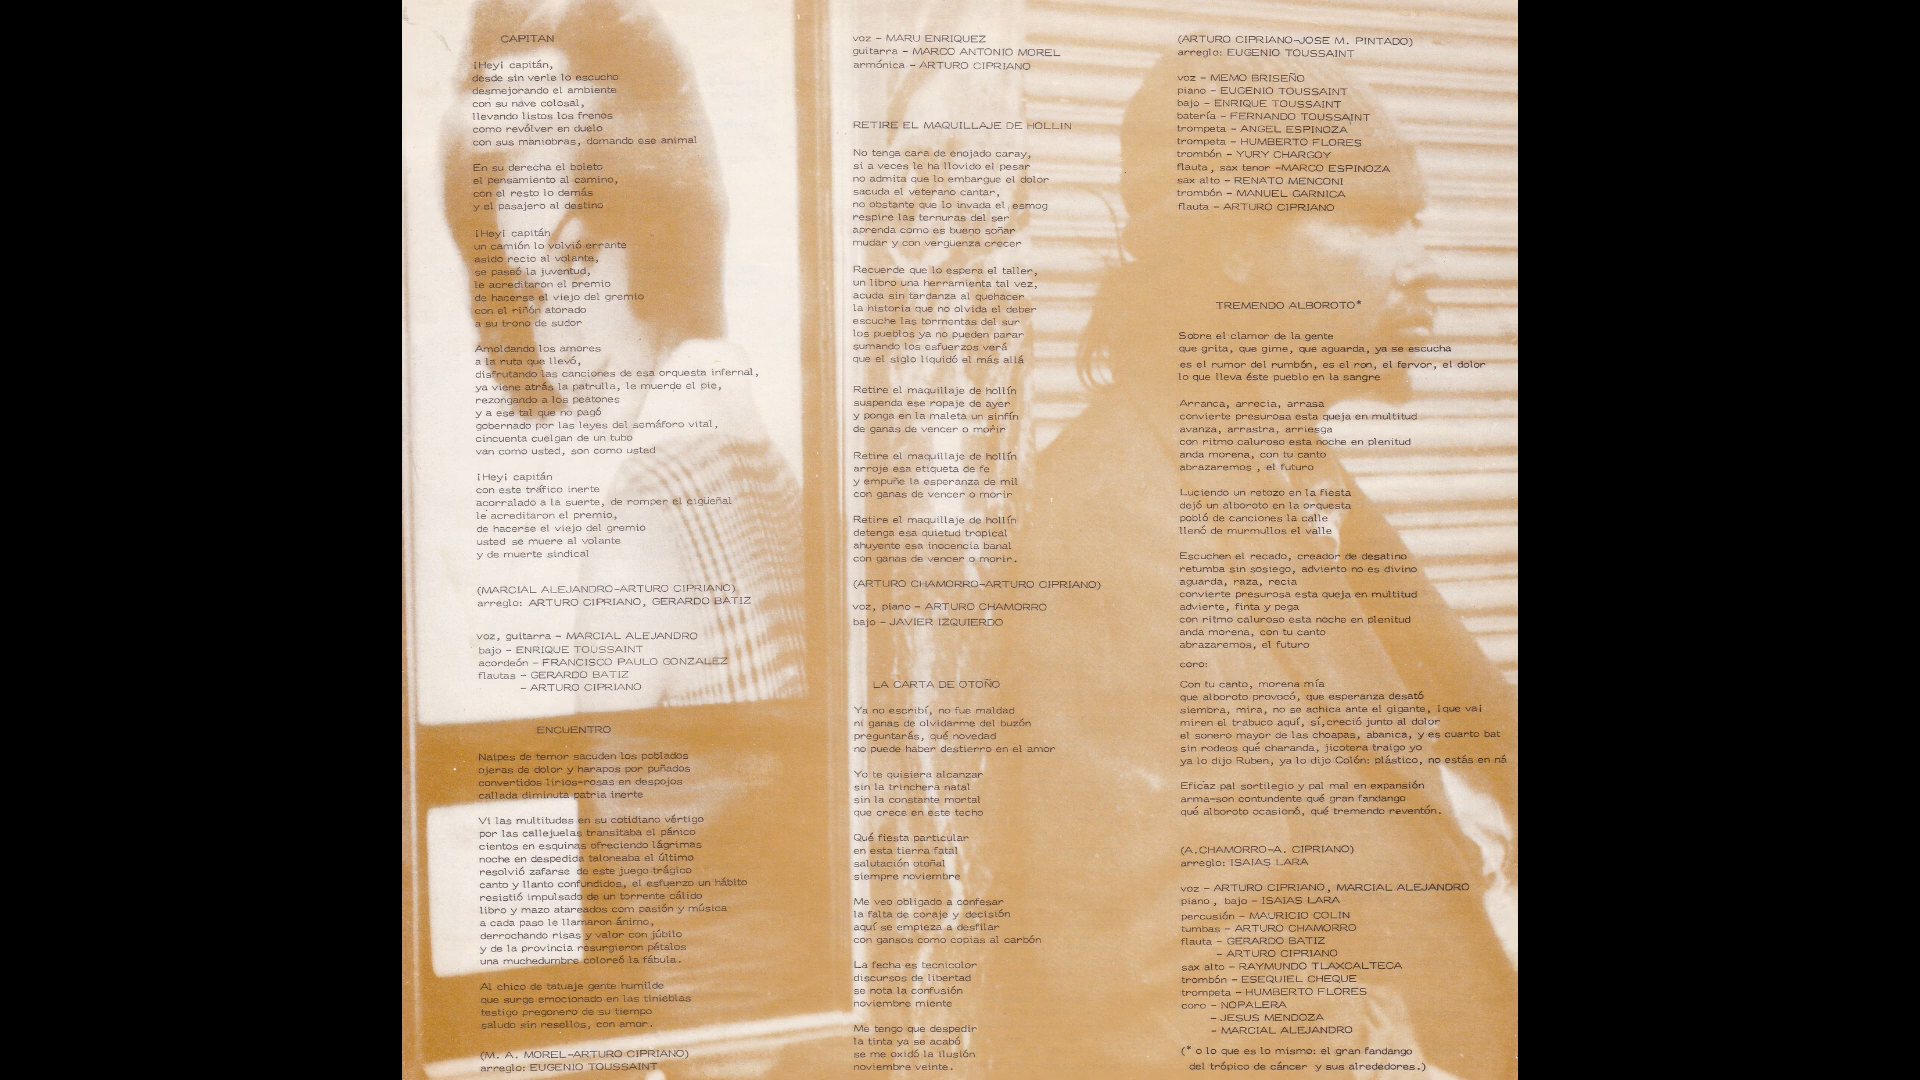 CAPITAN
¡Hey¡ capitán,
desde sin verle lo escucho
desmejorando el ambiente
con su nave colosal,
llevando listos los frenos
como revólver en duelo
con sus maniobras, domando ese animal
En su derecha el boleto
el pensamiento al camino,
con el resto lo demás
y el pasajero al destino
¡Hey¡ capitán
un camión lo volvió errante
asido recio al volante,
se paseó la juventud,
le acreditaron el premio
de hacerse el viejo del gremio
con el riñón atorado
a su trono de sudor
Amoldando los amores
a la ruta que llevó,
disfrutando las canciones de esa orquesta infernal,
ya viene atrás la patrulla, le muerde el pie,
rezongando a los peatones
y a ese tal que no pagó
gobernado por las leyes del semáforo vital,
cincuenta cuelgan de un tubo
van como usted, son como usted
¡Hey¡ capitán
con este tráfico inerte
acorralado a la suerte, de romper el cigüeñal
le acreditaron el premio,
de hacerse el viejo del gremio
usted se muere al volante
y de muerte sindical
(MARCIAL ALEJANDRO-ARTURO CIPRIANO)
arreglo: ARTURO CIPRIANO, GERARDO BATIZ
voz, guitarra - MARCIAL ALEJANDRO
bajo - ENRIQUE TOUSSAINT
acordeón - FRANCISCO PAULO GONZALEZ
flautas - GERARDO BATIZ
- ARTURO CIPRIANO
ENCUENTRO
Naipes de temor sacuden los poblados
ojeras de dolor y harapos por puñados
convertidos lirios-rosas en despojos
callada diminuta patria inerte
Vi las multitudes en su cotidiano vértigo
por las callejuelas transitaba el pánico
cientos en esquinas ofreciendo lágrimas
noche en despedida taloneaba el último
resolvió zafarse de este juego trágico
canto y llanto confundidos, el esfuerzo un hábito
resistió impulsado de un torrente cálido
libro y mazo atareados com pasión y música
a cada paso le llamaron ánimo,
derrochando risas y valor con júbilo
y de la provincia resurgieron pétalos
una muchedumbre coloreó la fábula.
Al chico de tatuaje gente humilde
que surge emocionado en las tinieblas
testigo pregonero de su tiempo
saludo sin resellos, con amor.
(M. A. MOREL-ARTURO CIPRIANO)
arreglo: EUGENIO TOUSSAINT
voz - MARU ENRIQUEZ
guitarra - MARCO ANTONIO MOREL
armónica - ARTURO CIPRIANO
RETIRE EL MAQUILLAJE DE HOLLIN
No tenga cara de enojado caray,
si a veces le ha llovido el pesar
no admita que lo embargue el dolor
sacuda el veterano cantar,
no obstante que lo invada el esmog
respire las ternuras del ser
aprenda como es bueno soñar
mudar y con vergüenza crecer
Recuerde que lo espera el taller,
un libro una herramienta tal vez,
acuda sin tardanza al quehacer
la historia que no olvida el deber
escuche las tormentas del sur
los pueblos ya no pueden parar
sumando los esfuerzos verá
que el siglo liquidó el más allá
Retire el maquillaje de hollín
suspenda ese ropaje de ayer
y ponga en la maleta un sinfín
de ganas de vencer o morir
Retire el maquillaje de hollín
arroje esa etiqueta de fe
y empuñe la esperanza de mil
con ganas de vencer o morir
Retire el maquillaje de hollín
detenga esa quietud tropical
ahuyente esa inocencia banal
con ganas de vencer o morir.
(ARTURO CHAMORRO-ARTURO CIPRIANO)
voz, piano - ARTURO CHAMORRO
bajo - JAVIER IZQUIERDO
LA CARTA DE OTOÑO
Ya no escribí, no fue maldad
ni ganas de olvidarme del buzón
preguntarás, qué novedad
no puede haber destierro en el amor
Yo te quisiera alcanzar
sin la trinchera natal
sin la constante mortal
que crece en este techo
Qué fiesta particular
en esta tierra fatal
salutación otoñal
siempre noviembre
Me veo obligado a confesar
la falta de coraje y decisión
aquí se empieza a desfilar
con gansos como copias al carbón
La fecha es tecnicolor
discursos de libertad
se nota la confusión
noviembre miente
Me tengo que despedir
la tinta ya se acabó
se me oxidó la ilusión
noviembre veinte.
(ARTURO CIPRIANO-JOSE M. PINTADO)
arreglo: EUGENIO TOUSSAINT
voz - MEMO BRISEÑO
piano - EUGENIO TOUSSAINT
bajo - ENRIQUE TOUSSAINT
batería - FERNANDO TOUSSAINT
trompeta - ANGEL ESPINOZA
trompeta - HUMBERTO FLORES
trombón - YURY CHARGOY
flauta, sax tenor -MARCO ESPINOZA
sax alto - RENATO MENCONI
trombón - MANUEL GARNICA
flauta - ARTURO CIPRIANO
TREMENDO ALBOROTO*
Sobre el clamor de la gente
que grita, que gime, que aguarda, ya se escucha
es el rumor del rumbón, es el ron, el fervor, el dolor
lo que lleva éste pueblo en la sangre
Arranca, arrecia, arrasa
convierte presurosa esta queja en multitud
avanza, arrastra, arriesga
con ritmo caluroso esta noche en plenitud
anda morena, con tu canto
abrazaremos , el futuro
Luciendo un retozo en la fiesta
dejó un alboroto en la orquesta
pobló de canciones la calle
llenó de murmullos el valle
Escuchen el recado, creador de desatino
retumba sin sosiego, advierto no es divino
aguarda, raza, recia
convierte presurosa esta queja en multitud
advierte, finta y pega
con ritmo caluroso esta noche en plenitud
anda morena, con tu canto
abrazaremos, el futuro
coro:
Con tu canto, morena mía
que alboroto provocó, que esperanza desató
siembra, mira, no se achica ante el gigante, ¡que va¡
miren el trabuco aquí, sí,creció junto al dolor
el sonero mayor de las choapas, abanica, y es cuarto bat
sin rodeos qué charanda, jicotera traigo yo
ya lo dijo Ruben, ya lo dijo Colón: plástico, no estás en ná
Eficaz pal sortilegio y pal mal en expansión
arma-son contundente qué gran fandango
qué alboroto ocasionó, qué tremendo reventón.
(A.CHAMORRO-A. CIPRIANO)
arreglo: ISAIAS LARA
voz - ARTURO CIPRIANO, MARCIAL ALEJANDRO
piano, bajo - ISAIAS LARA
percusión - MAURICIO COLIN
tumbas - ARTURO CHAMORRO
flauta - GERARDO BATIZ
- ARTURO CIPRIANO
sax alto - RAYMUNDO TLAXCALTECA
trombón - ESEQUIEL CHEQUE
trompeta - HUMBERTO FLORES
coro - NOPALERA
- JESUS MENDOZA
- MARCIAL ALEJANDRO
(* o lo que es lo mismo: el gran fandango
del trópico de cáncer y sus alrededores.)